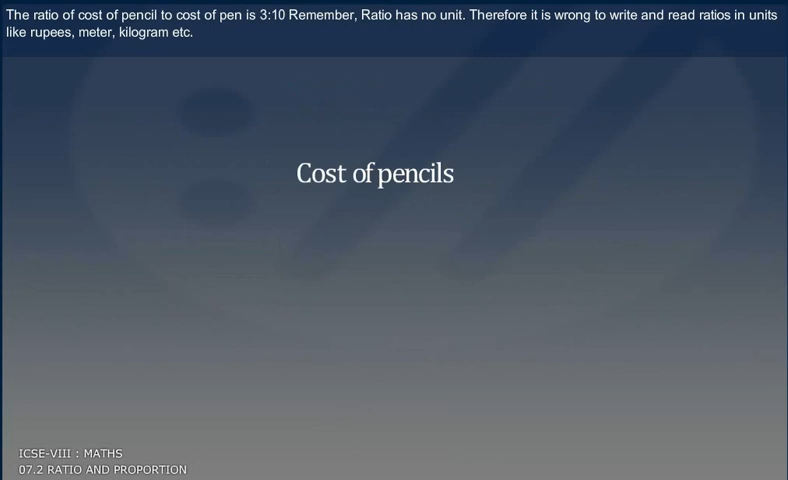 The ratio of cost of pencil to cost of pen is 3:10 Remember, Ratio has no unit. Therefore it is wrong to write and read ratios in units
like rupees, meter, kilogram etc.
Cost of pencils
ICSE-VIII : MATHS
07.2 RATIO AND PROPORTION